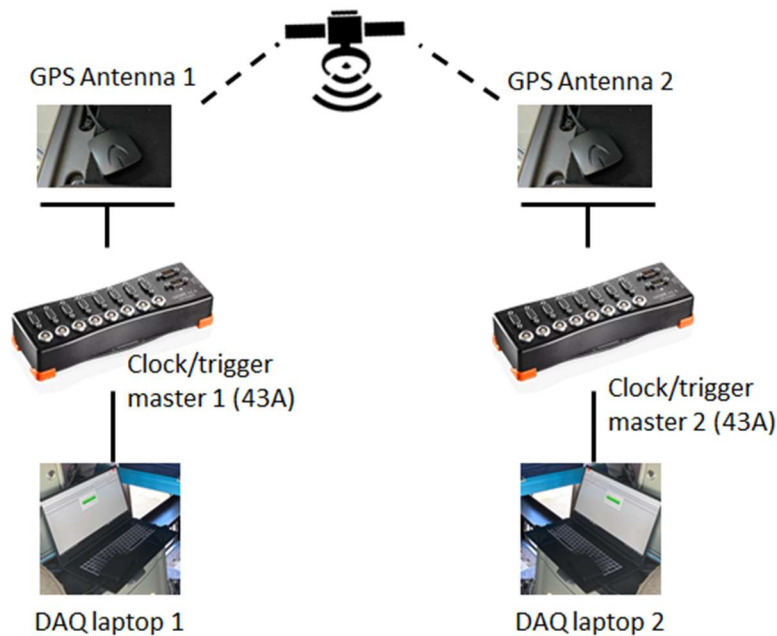 GPS Antenna 1
GPS Antenna 2
Clock/trigger
master 1 (43A)
Clock/trigger
master 2 (43A)
DAQ laptop 1
DAQ laptop 2